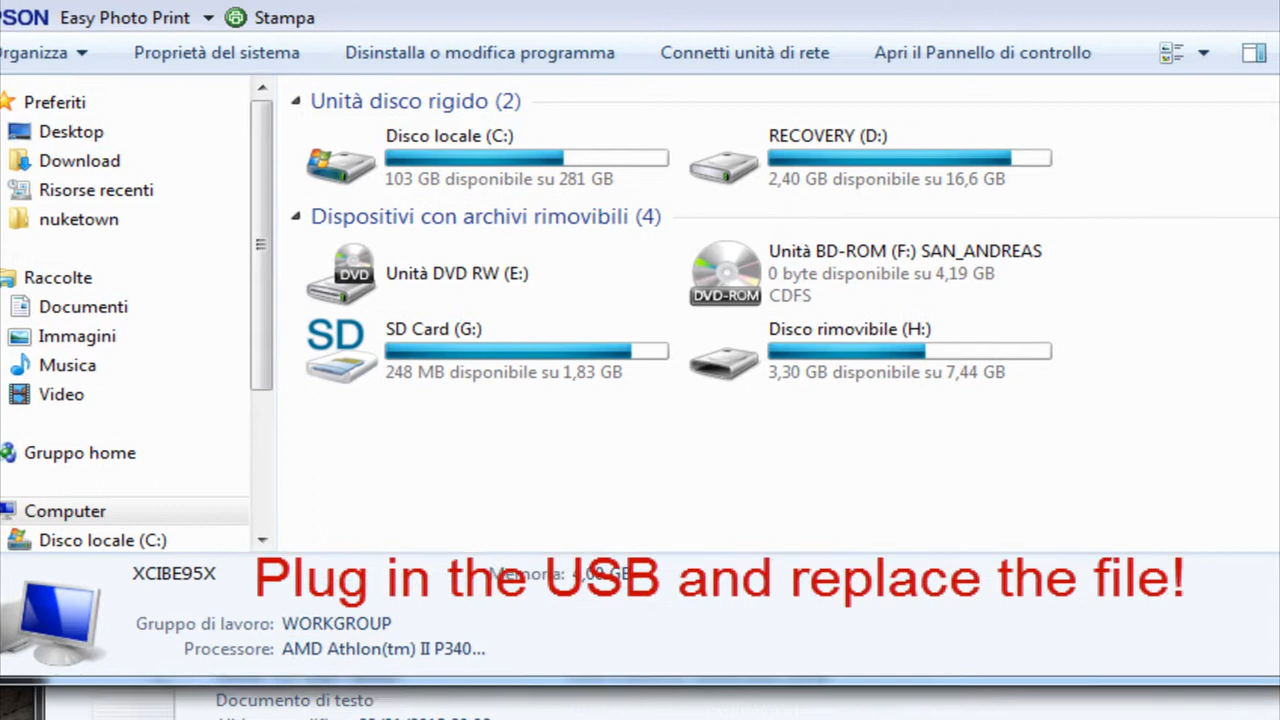 PSON Easy Photo Print Stampa
rganizza Proprietà del sistema Disinstalla o modifica programma Connetti unità di rete Apri il Pannello di controllo
Preferiti
Desktop
Download
Risorse recenti
nuketown
Raccolte
Documenti
Immagini
Musica
Video
Gruppo home
Computer
Disco locale (C:)
Unità disco rigido (2)
Disco locale (C:)
103 GB disponibile su 281 GB
RECOVERY (D:)
2,40 GB disponibile su 16,6 GB
Dispositivi con archivi rimovibili (4)
DVD
Unità DVD RW (E:)
DVD-ROM
Unità BD-ROM (F:) SAN_ANDREAS
0 byte disponibile su 4,19 GB
CDFS
SD
SD Card (G:)
248 MB disponibile su 1,83 GB
Disco rimovibile (H:)
3,30 GB disponibile su 7,44 GB
XCIBE95X Memoria: 4,00 GB
Plug in the USB and replace the file!
Gruppo di lavoro: WORKGROUP
Processore: AMD Athlon(tm) II P340...
Documento di testo